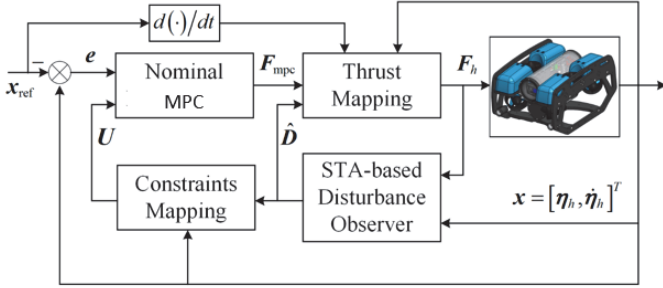 d(·)/dt
−
e
x_ref
Nominal
MPC
F_mpc
Thrust
Mapping
F_h
U
D̂
Constraints
Mapping
STA-based
Disturbance
Observer
x = [η_h, η̇_h]^T